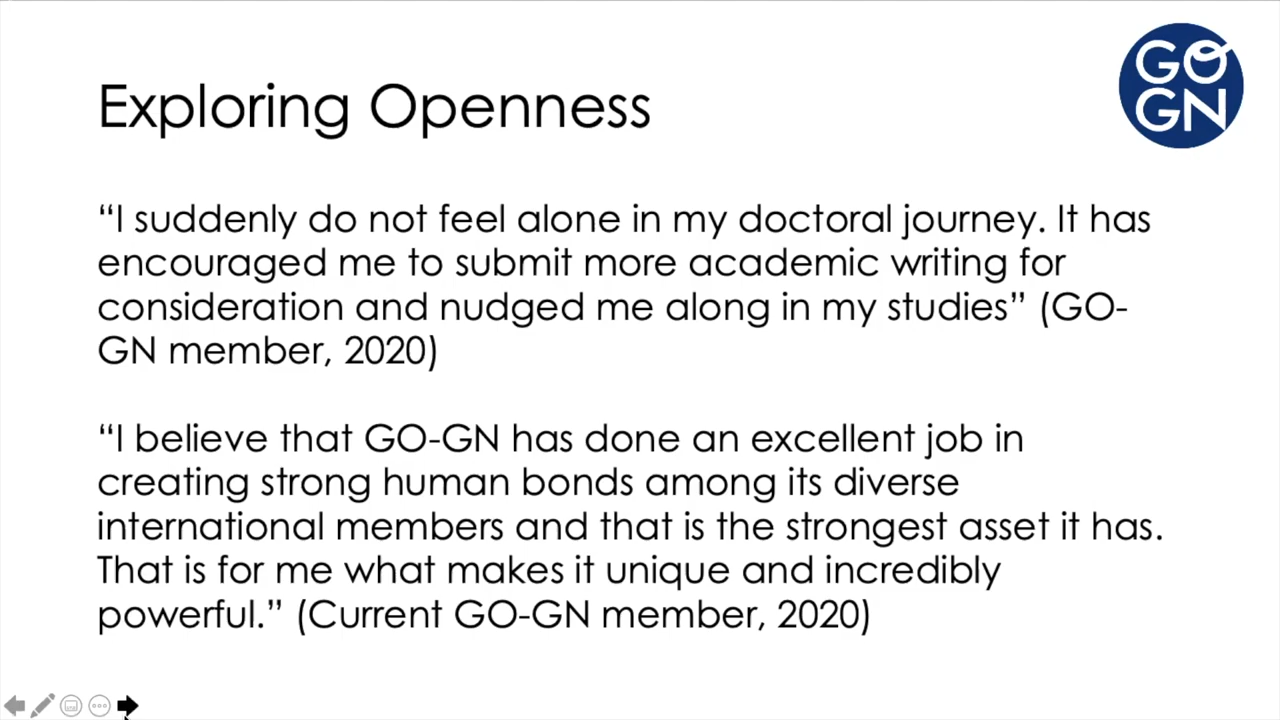 GO
GN
Exploring Openness
“I suddenly do not feel alone in my doctoral journey. It has
encouraged me to submit more academic writing for
consideration and nudged me along in my studies” (GO-
GN member, 2020)
“I believe that GO-GN has done an excellent job in
creating strong human bonds among its diverse
international members and that is the strongest asset it has.
That is for me what makes it unique and incredibly
powerful.” (Current GO-GN member, 2020)